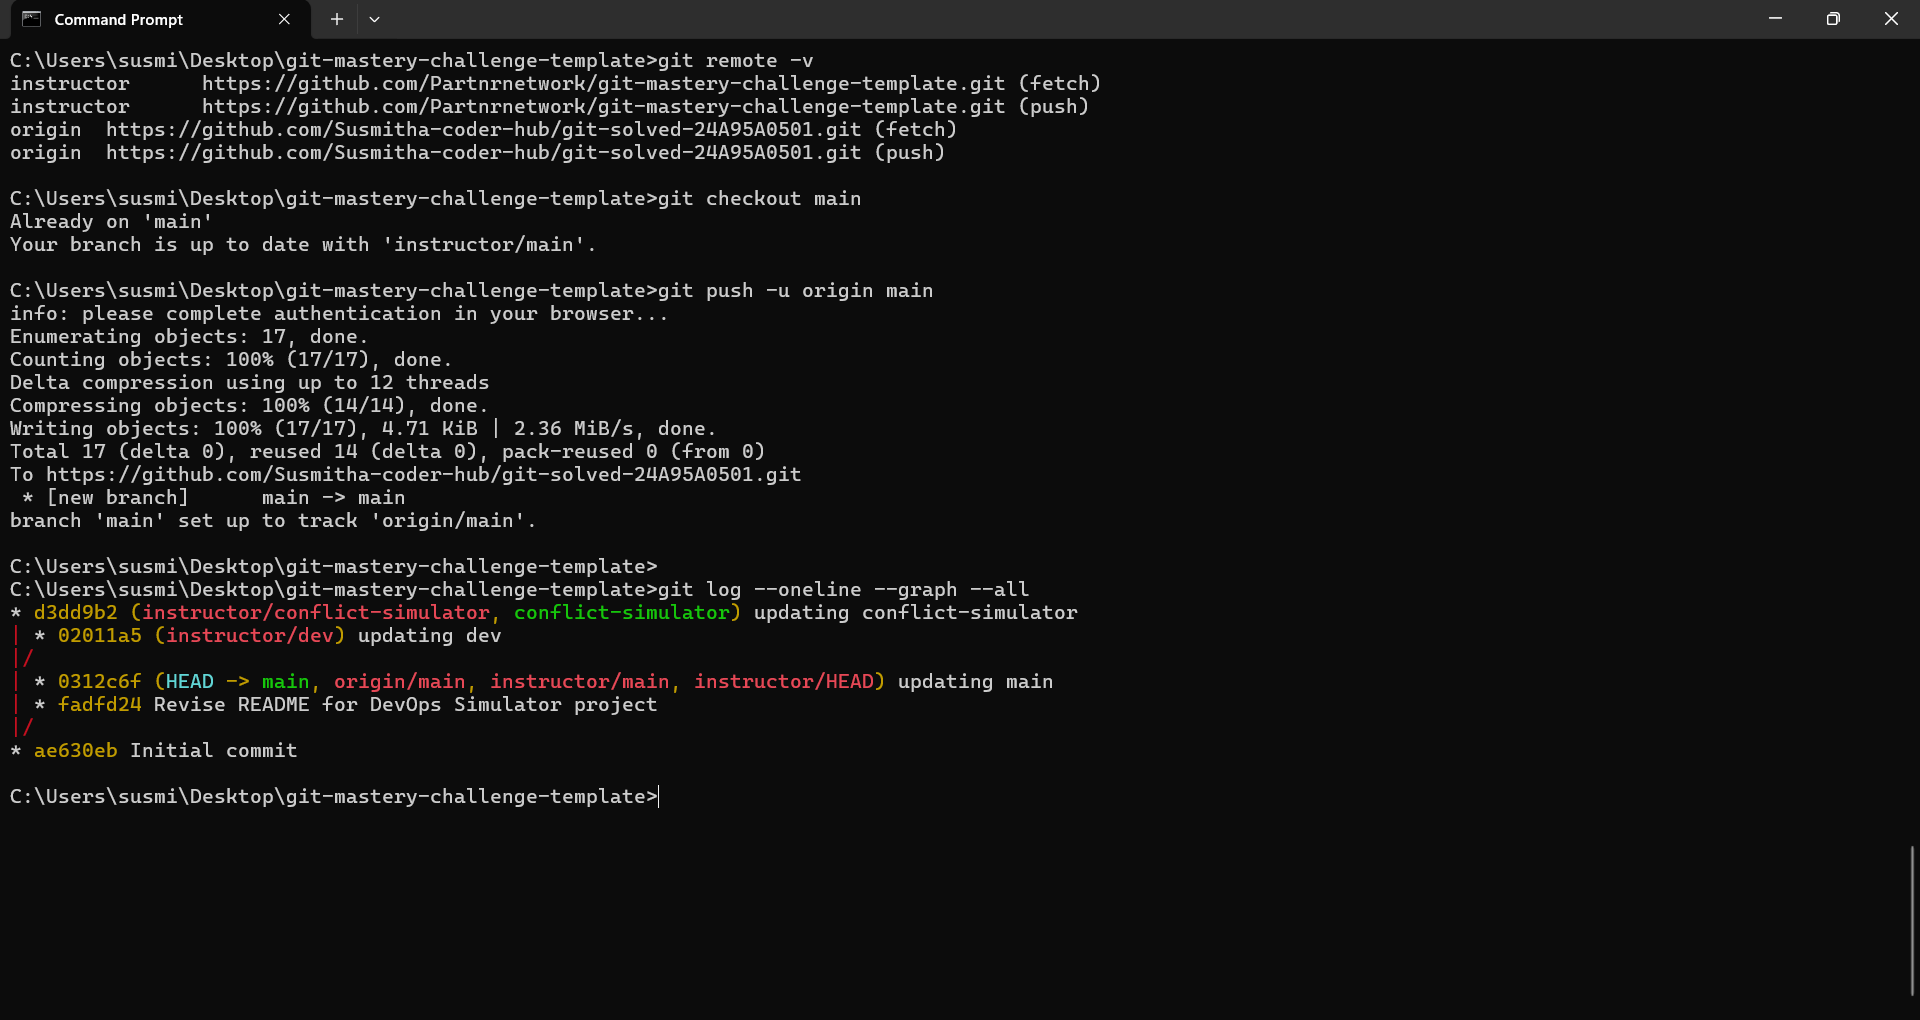 Command Prompt
C:\Users\susmi\Desktop\git-mastery-challenge-template>git remote -v
instructor      https://github.com/Partnrnetwork/git-mastery-challenge-template.git (fetch)
instructor      https://github.com/Partnrnetwork/git-mastery-challenge-template.git (push)
origin  https://github.com/Susmitha-coder-hub/git-solved-24A95A0501.git (fetch)
origin  https://github.com/Susmitha-coder-hub/git-solved-24A95A0501.git (push)
C:\Users\susmi\Desktop\git-mastery-challenge-template>git checkout main
Already on 'main'
Your branch is up to date with 'instructor/main'.
C:\Users\susmi\Desktop\git-mastery-challenge-template>git push -u origin main
info: please complete authentication in your browser...
Enumerating objects: 17, done.
Counting objects: 100% (17/17), done.
Delta compression using up to 12 threads
Compressing objects: 100% (14/14), done.
Writing objects: 100% (17/17), 4.71 KiB | 2.36 MiB/s, done.
Total 17 (delta 0), reused 14 (delta 0), pack-reused 0 (from 0)
To https://github.com/Susmitha-coder-hub/git-solved-24A95A0501.git
 * [new branch]      main -> main
branch 'main' set up to track 'origin/main'.
C:\Users\susmi\Desktop\git-mastery-challenge-template>
C:\Users\susmi\Desktop\git-mastery-challenge-template>git log --oneline --graph --all
* d3dd9b2 (instructor/conflict-simulator, conflict-simulator) updating conflict-simulator
| * 02011a5 (instructor/dev) updating dev
|/
| * 0312c6f (HEAD -> main, origin/main, instructor/main, instructor/HEAD) updating main
| * fadfd24 Revise README for DevOps Simulator project
|/
* ae630eb Initial commit
C:\Users\susmi\Desktop\git-mastery-challenge-template>